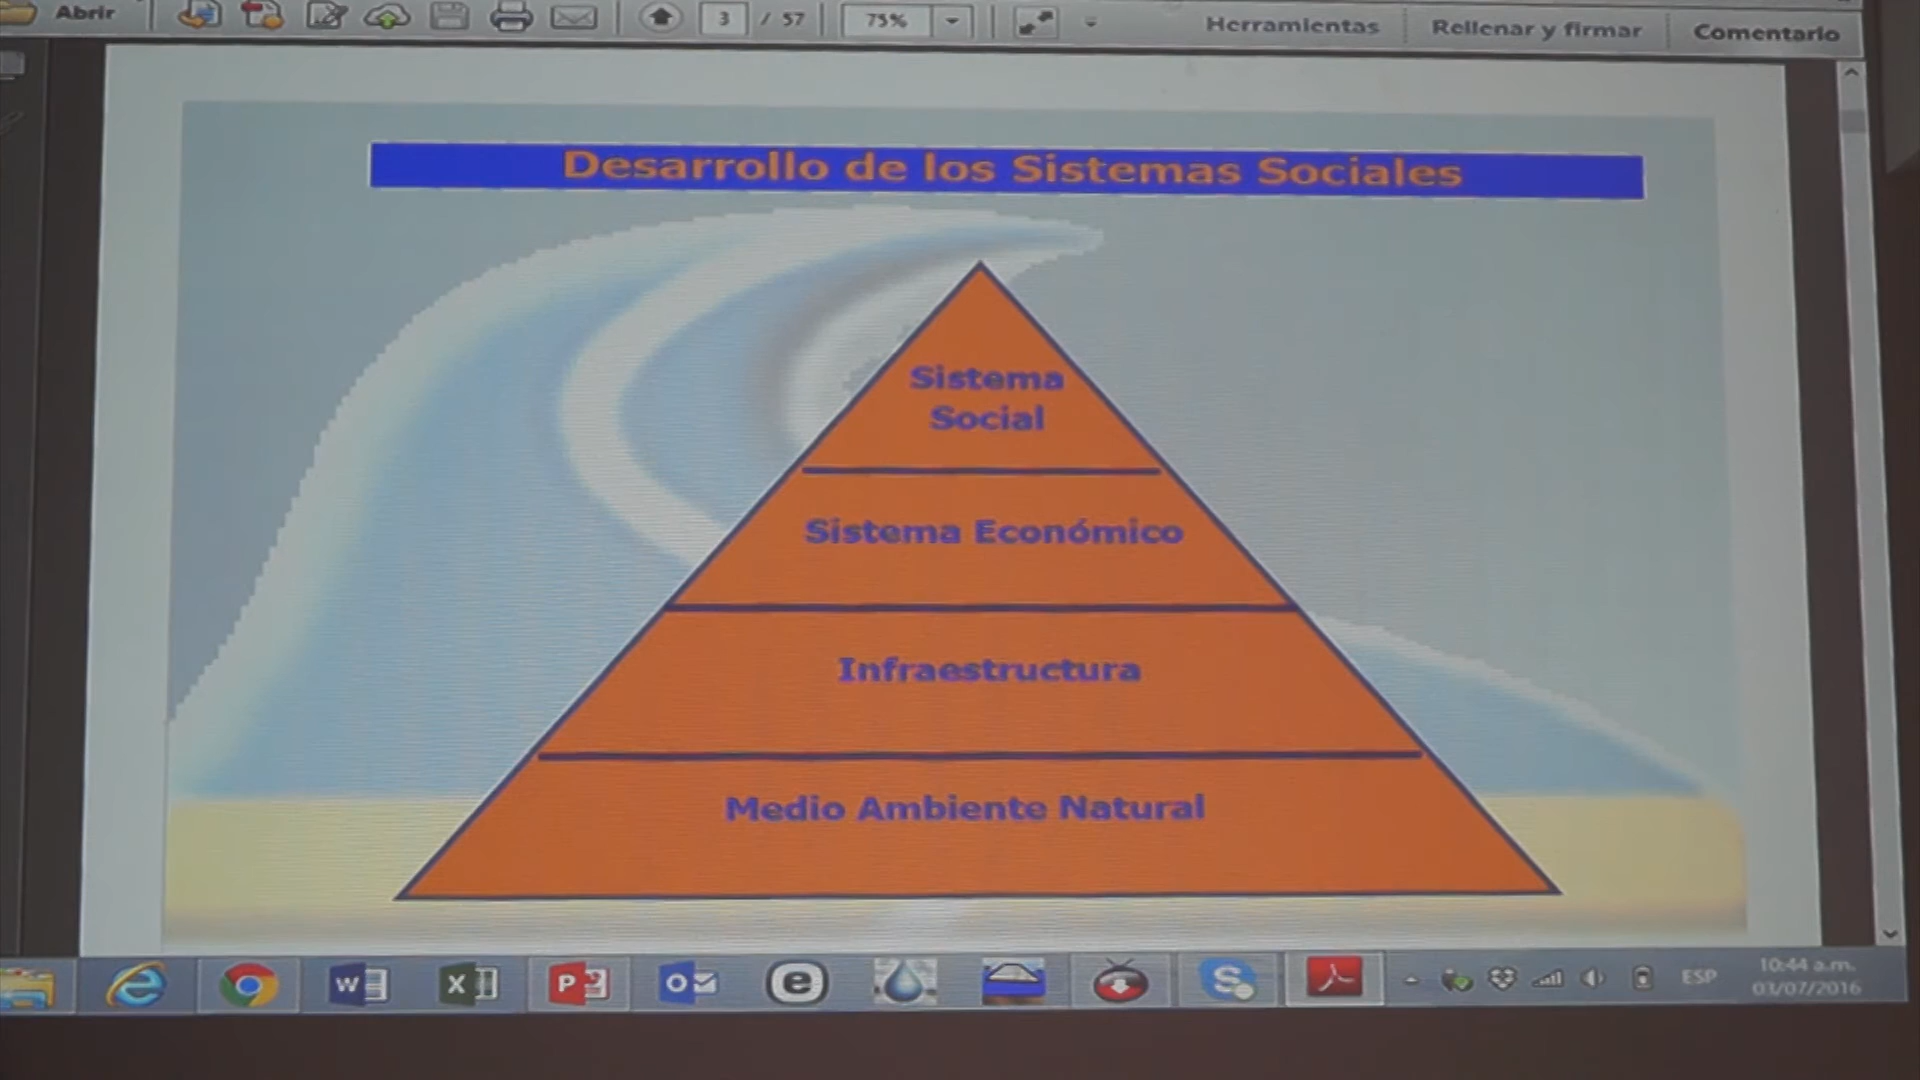 Abrir
3 / 57
75%
Herramientas
Rellenar y firmar
Comentario
Desarrollo de los Sistemas Sociales
Sistema
Social
Sistema Económico
Infraestructura
Medio Ambiente Natural
ESP
10:44 a.m.
03/07/2016